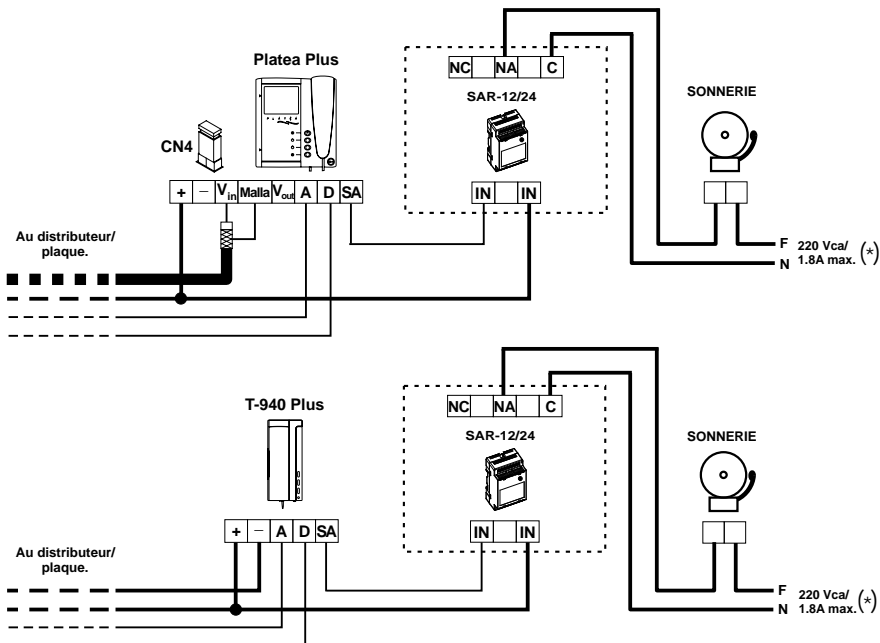 Platea Plus
CN4
NC NA C
SAR-12/24
SONNERIE
PLATEA
+ − Vin Malla Vout A D SA
IN IN
Au distributeur/
plaque.
F 220 Vca/
N 1.8A max. (*)
T-940 Plus
NC NA C
SAR-12/24
SONNERIE
+ − A D SA
IN IN
Au distributeur/
plaque.
F 220 Vca/
N 1.8A max. (*)